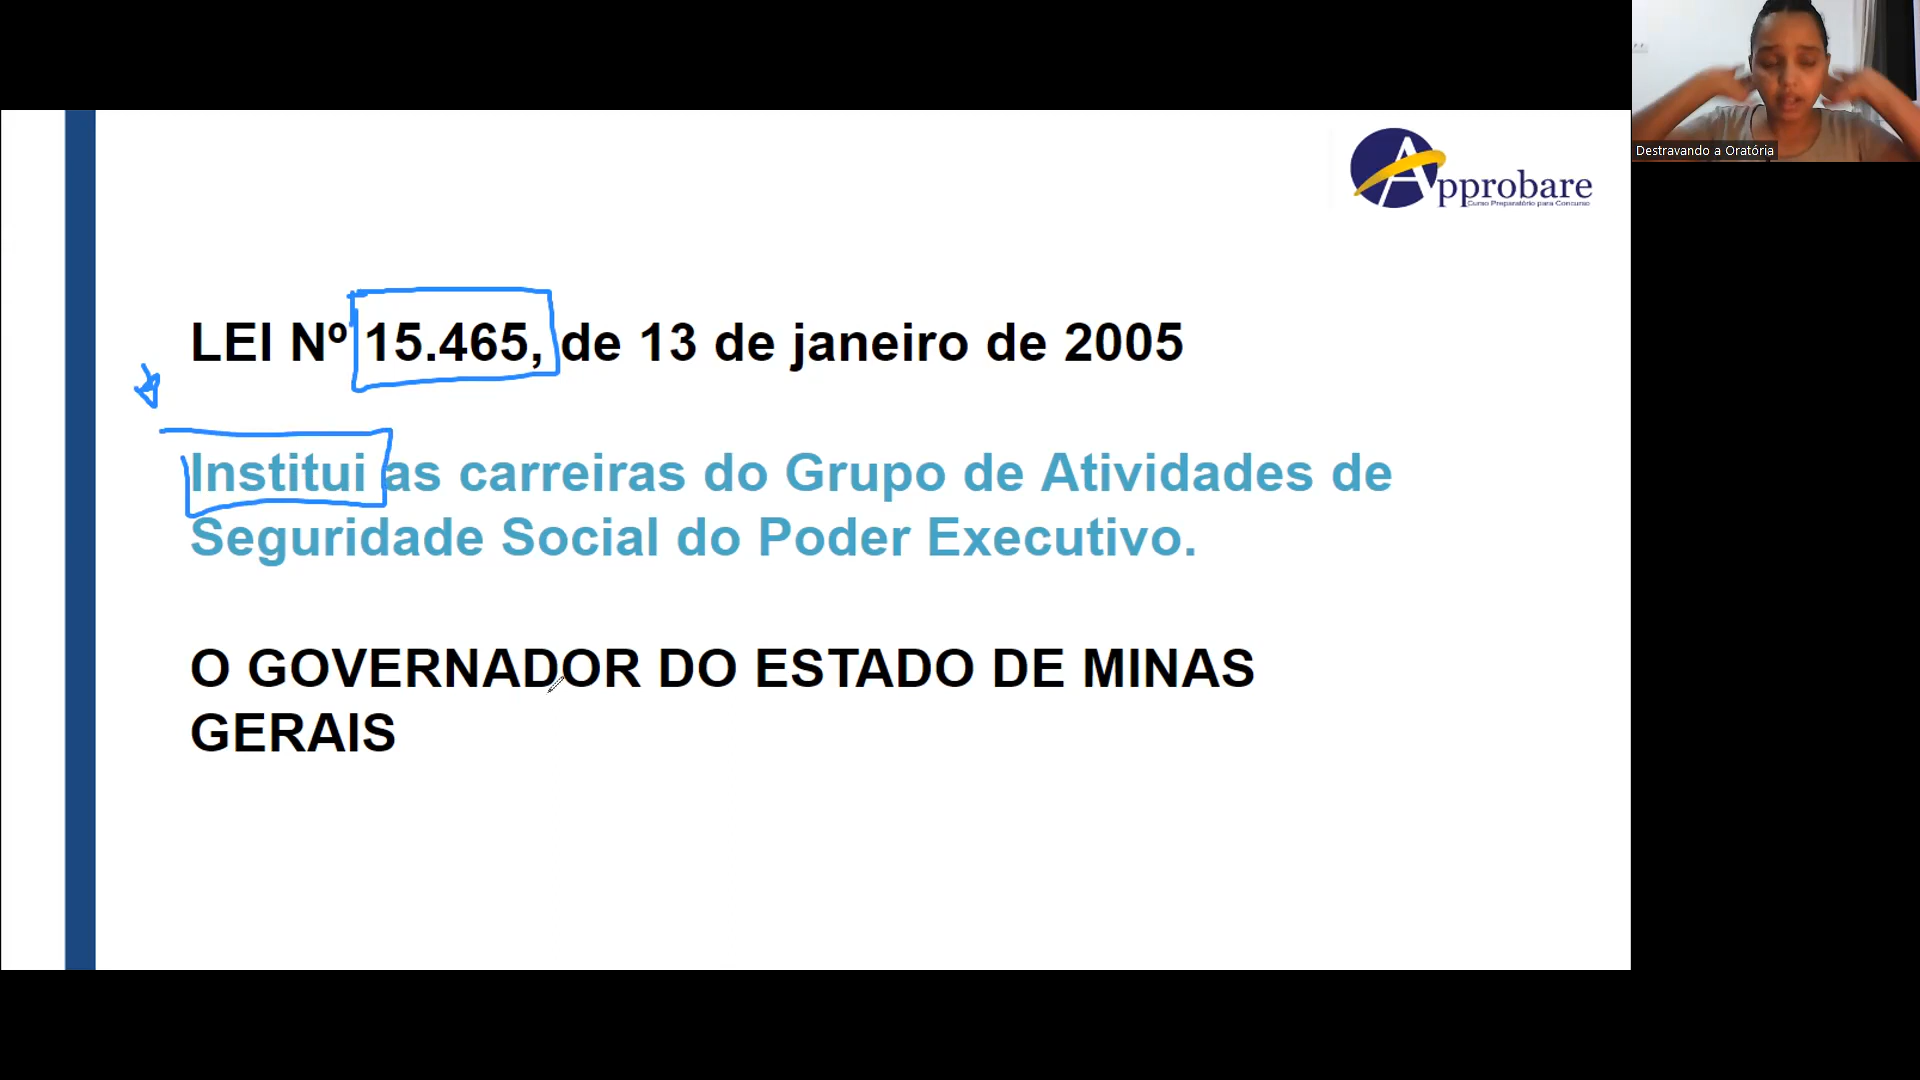 Destravando a Oratória
Approbare
Curso Preparatório para Concurso
LEI Nº 15.465, de 13 de janeiro de 2005
Institui as carreiras do Grupo de Atividades de
Seguridade Social do Poder Executivo.
O GOVERNADOR DO ESTADO DE MINAS
GERAIS